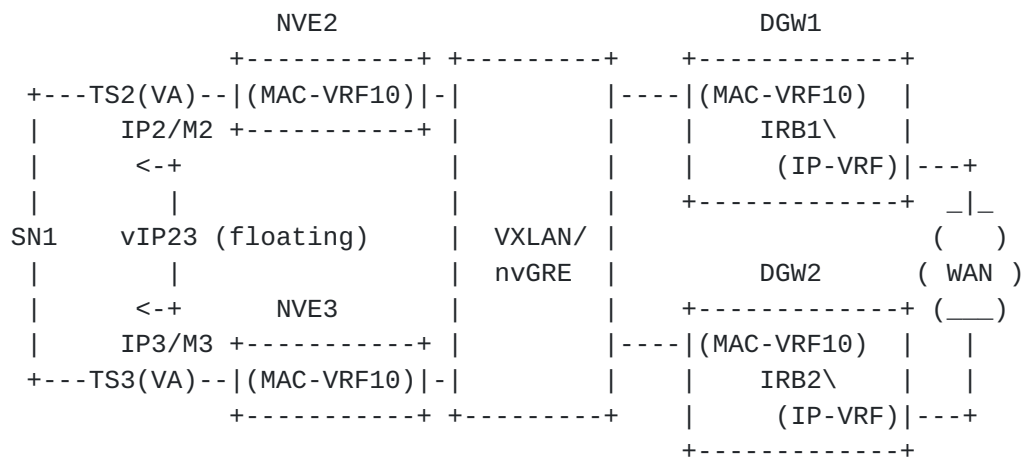 NVE2                             DGW1
                +-----------+ +---------+    +-------------+
  +---TS2(VA)--|(MAC-VRF10)|-|         |----|(MAC-VRF10)  |
  |     IP2/M2 +-----------+ |         |    |    IRB1\    |
  |      <-+                 |         |    |     (IP-VRF)|---+
  |        |                 |         |    +-------------+  _|_
 SN1    vIP23 (floating)     |  VXLAN/ |                    (   )
  |        |                 |  nvGRE  |         DGW2      ( WAN )
  |      <-+      NVE3       |         |    +-------------+ (___)
  |     IP3/M3 +-----------+ |         |----|(MAC-VRF10)  |   |
  +---TS3(VA)--|(MAC-VRF10)|-|         |    |    IRB2\    |   |
               +-----------+ +---------+    |     (IP-VRF)|---+
                                            +-------------+